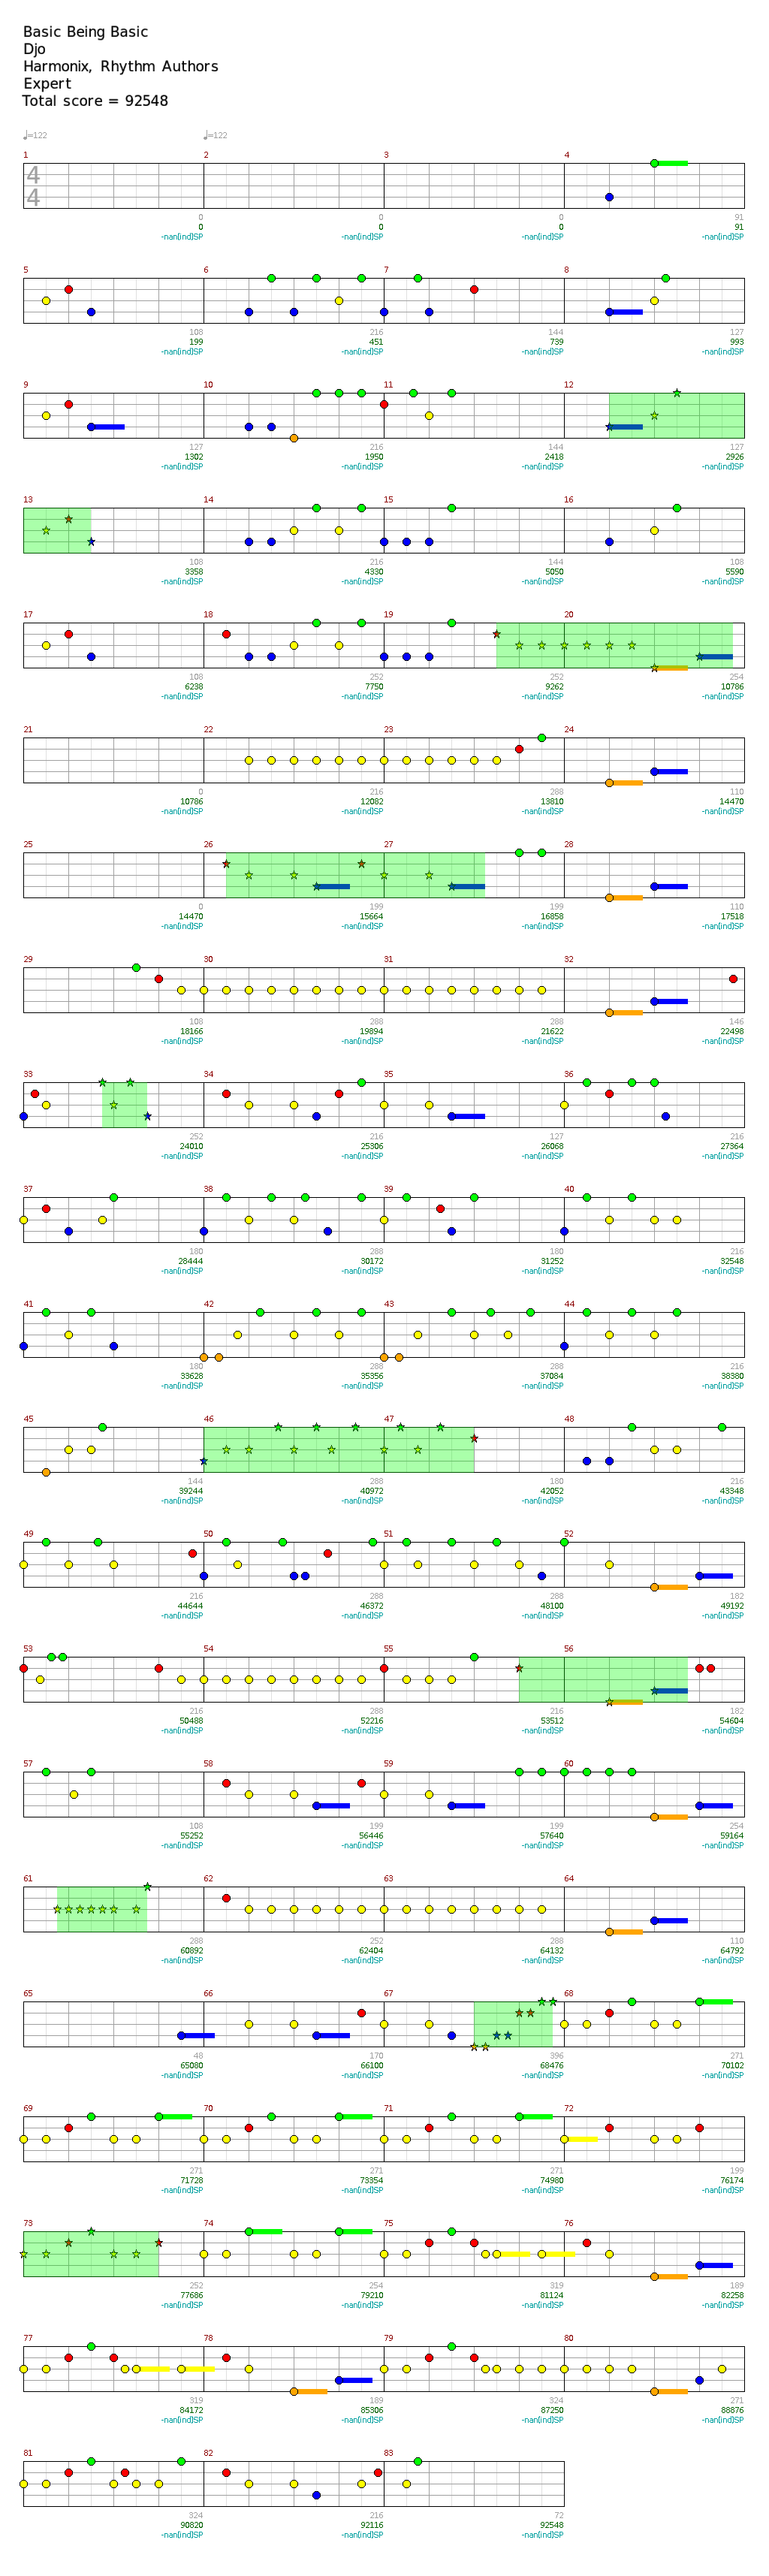 Basic Being Basic
Djo
Harmonix, Rhythm Authors
Expert
Total score = 92548
♩=122 ♩=122
1 2 3 4
4
4
0 0 0 91
0 0 0 91
-nan(ind)SP -nan(ind)SP -nan(ind)SP -nan(ind)SP
5 6 7 8
108 216 144 127
199 451 739 993
-nan(ind)SP -nan(ind)SP -nan(ind)SP -nan(ind)SP
9 10 11 12
127 216 144 127
1302 1950 2418 2926
-nan(ind)SP -nan(ind)SP -nan(ind)SP -nan(ind)SP
13 14 15 16
108 216 144 108
3358 4330 5050 5590
-nan(ind)SP -nan(ind)SP -nan(ind)SP -nan(ind)SP
17 18 19 20
108 252 252 254
6238 7750 9262 10786
-nan(ind)SP -nan(ind)SP -nan(ind)SP -nan(ind)SP
21 22 23 24
0 216 288 110
10786 12082 13810 14470
-nan(ind)SP -nan(ind)SP -nan(ind)SP -nan(ind)SP
25 26 27 28
0 199 199 110
14470 15664 16858 17518
-nan(ind)SP -nan(ind)SP -nan(ind)SP -nan(ind)SP
29 30 31 32
108 288 288 146
18166 19894 21622 22498
-nan(ind)SP -nan(ind)SP -nan(ind)SP -nan(ind)SP
33 34 35 36
252 216 127 216
24010 25306 26068 27364
-nan(ind)SP -nan(ind)SP -nan(ind)SP -nan(ind)SP
37 38 39 40
180 288 180 216
28444 30172 31252 32548
-nan(ind)SP -nan(ind)SP -nan(ind)SP -nan(ind)SP
41 42 43 44
180 288 288 216
33628 35356 37084 38380
-nan(ind)SP -nan(ind)SP -nan(ind)SP -nan(ind)SP
45 46 47 48
144 288 180 216
39244 40972 42052 43348
-nan(ind)SP -nan(ind)SP -nan(ind)SP -nan(ind)SP
49 50 51 52
216 288 288 182
44644 46372 48100 49192
-nan(ind)SP -nan(ind)SP -nan(ind)SP -nan(ind)SP
53 54 55 56
216 288 216 182
50488 52216 53512 54604
-nan(ind)SP -nan(ind)SP -nan(ind)SP -nan(ind)SP
57 58 59 60
108 199 199 254
55252 56446 57640 59164
-nan(ind)SP -nan(ind)SP -nan(ind)SP -nan(ind)SP
61 62 63 64
288 252 288 110
60892 62404 64132 64792
-nan(ind)SP -nan(ind)SP -nan(ind)SP -nan(ind)SP
65 66 67 68
48 170 396 271
65080 66100 68476 70102
-nan(ind)SP -nan(ind)SP -nan(ind)SP -nan(ind)SP
69 70 71 72
271 271 271 199
71728 73354 74980 76174
-nan(ind)SP -nan(ind)SP -nan(ind)SP -nan(ind)SP
73 74 75 76
252 254 319 189
77686 79210 81124 82258
-nan(ind)SP -nan(ind)SP -nan(ind)SP -nan(ind)SP
77 78 79 80
319 189 324 271
84172 85306 87250 88876
-nan(ind)SP -nan(ind)SP -nan(ind)SP -nan(ind)SP
81 82 83
324 216 72
90820 92116 92548
-nan(ind)SP -nan(ind)SP -nan(ind)SP